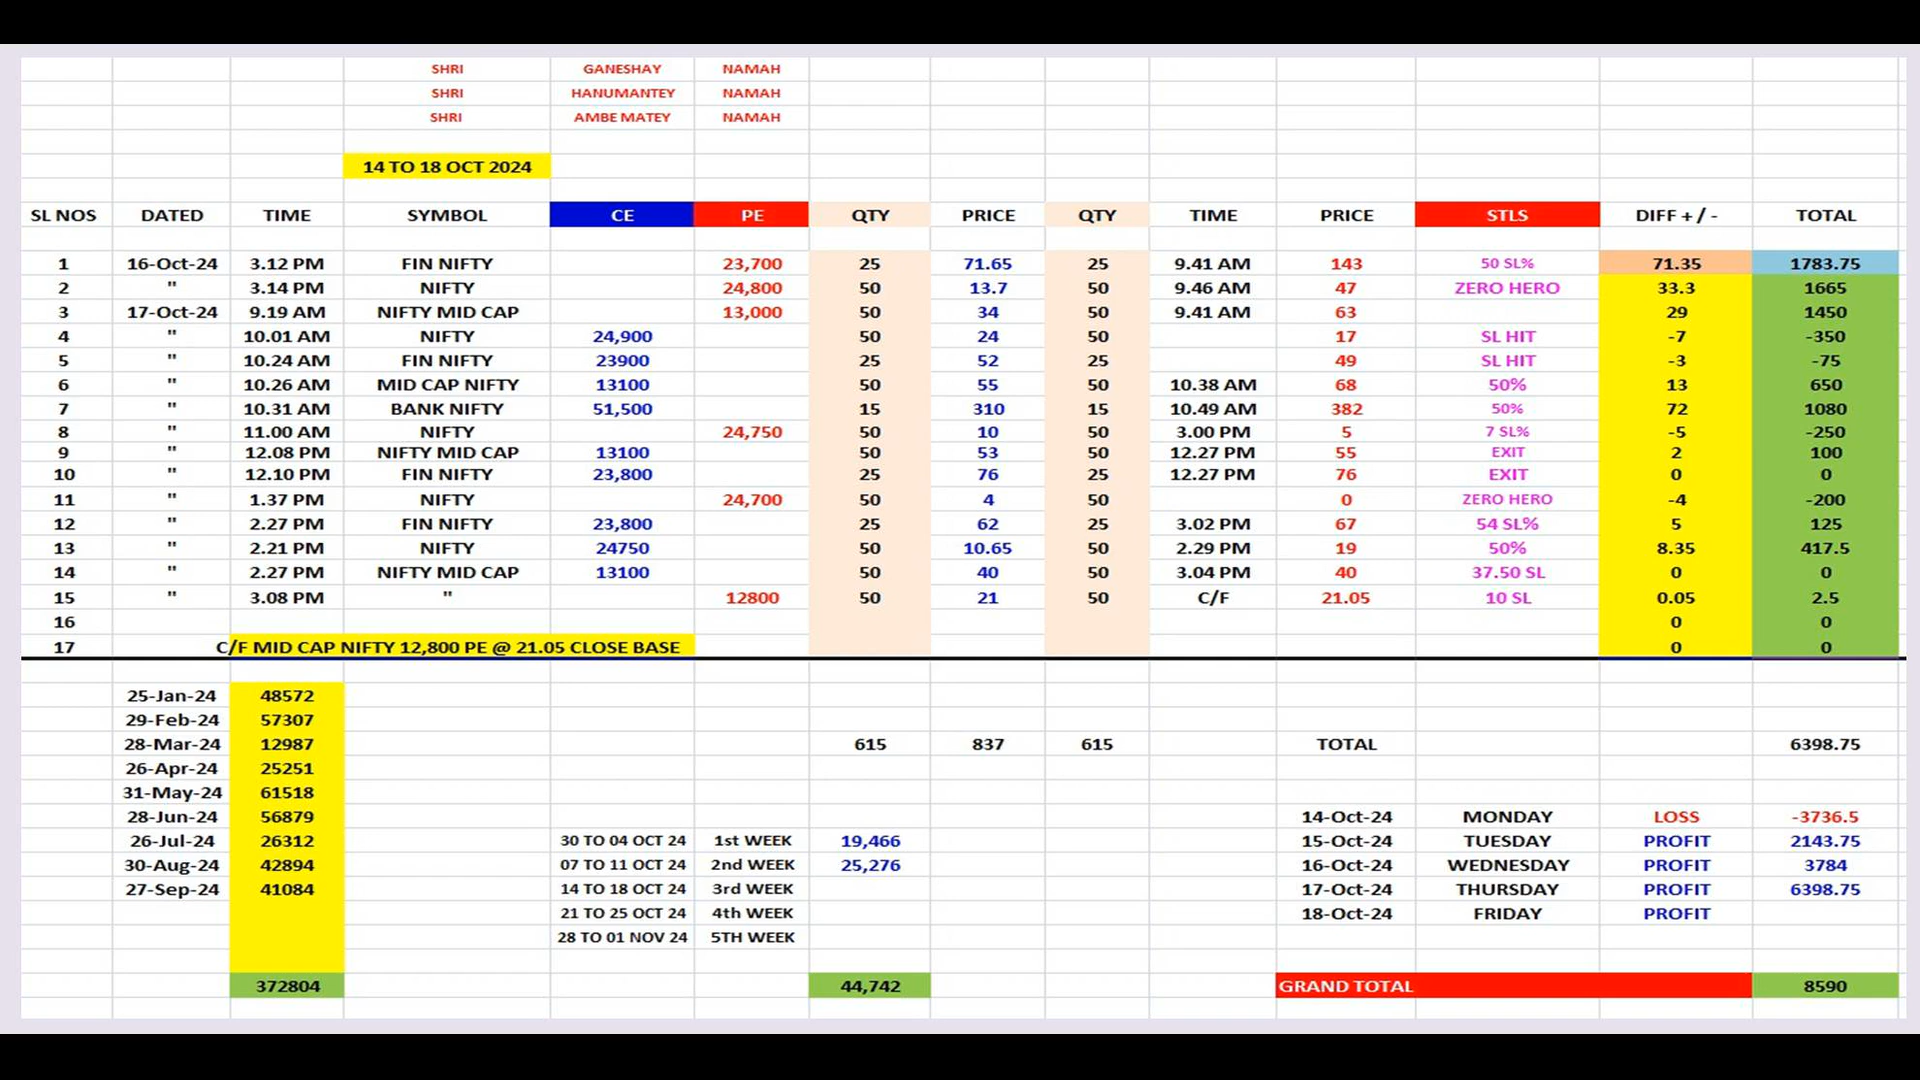 SHRI GANESHAY NAMAH
SHRI HANUMANTEY NAMAH
SHRI AMBE MATEY NAMAH
14 TO 18 OCT 2024
SL NOS DATED TIME SYMBOL CE PE QTY PRICE QTY TIME PRICE STLS DIFF + / - TOTAL
1 16-Oct-24 3.12 PM FIN NIFTY 23,700 25 71.65 25 9.41 AM 143 50 SL% 71.35 1783.75
2 " 3.14 PM NIFTY 24,800 50 13.7 50 9.46 AM 47 ZERO HERO 33.3 1665
3 17-Oct-24 9.19 AM NIFTY MID CAP 13,000 50 34 50 9.41 AM 63 29 1450
4 " 10.01 AM NIFTY 24,900 50 24 50 17 SL HIT -7 -350
5 " 10.24 AM FIN NIFTY 23900 25 52 25 49 SL HIT -3 -75
6 " 10.26 AM MID CAP NIFTY 13100 50 55 50 10.38 AM 68 50% 13 650
7 " 10.31 AM BANK NIFTY 51,500 15 310 15 10.49 AM 382 50% 72 1080
8 " 11.00 AM NIFTY 24,750 50 10 50 3.00 PM 5 7 SL% -5 -250
9 " 12.08 PM NIFTY MID CAP 13100 50 53 50 12.27 PM 55 EXIT 2 100
10 " 12.10 PM FIN NIFTY 23,800 25 76 25 12.27 PM 76 EXIT 0 0
11 " 1.37 PM NIFTY 24,700 50 4 50 0 ZERO HERO -4 -200
12 " 2.27 PM FIN NIFTY 23,800 25 62 25 3.02 PM 67 54 SL% 5 125
13 " 2.21 PM NIFTY 24750 50 10.65 50 2.29 PM 19 50% 8.35 417.5
14 " 2.27 PM NIFTY MID CAP 13100 50 40 50 3.04 PM 40 37.50 SL 0 0
15 " 3.08 PM " 12800 50 21 50 C/F 21.05 10 SL 0.05 2.5
16 0 0
17 C/F MID CAP NIFTY 12,800 PE @ 21.05 CLOSE BASE 0 0
25-Jan-24 48572
29-Feb-24 57307
28-Mar-24 12987 615 837 615 TOTAL 6398.75
26-Apr-24 25251
31-May-24 61518
28-Jun-24 56879 14-Oct-24 MONDAY LOSS -3736.5
26-Jul-24 26312 30 TO 04 OCT 24 1st WEEK 19,466 15-Oct-24 TUESDAY PROFIT 2143.75
30-Aug-24 42894 07 TO 11 OCT 24 2nd WEEK 25,276 16-Oct-24 WEDNESDAY PROFIT 3784
27-Sep-24 41084 14 TO 18 OCT 24 3rd WEEK 17-Oct-24 THURSDAY PROFIT 6398.75
21 TO 25 OCT 24 4th WEEK 18-Oct-24 FRIDAY PROFIT
28 TO 01 NOV 24 5TH WEEK
372804 44,742 GRAND TOTAL 8590